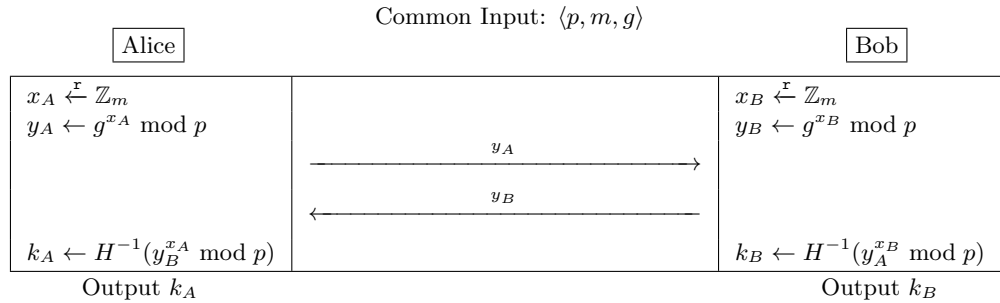 Common Input: ⟨p, m, g⟩
Alice
Bob
x_A ←^r ℤ_m
x_B ←^r ℤ_m
y_A ← g^{x_A} mod p
y_B ← g^{x_B} mod p
y_A
y_B
k_A ← H^{−1}(y_B^{x_A} mod p)
k_B ← H^{−1}(y_A^{x_B} mod p)
Output k_A
Output k_B